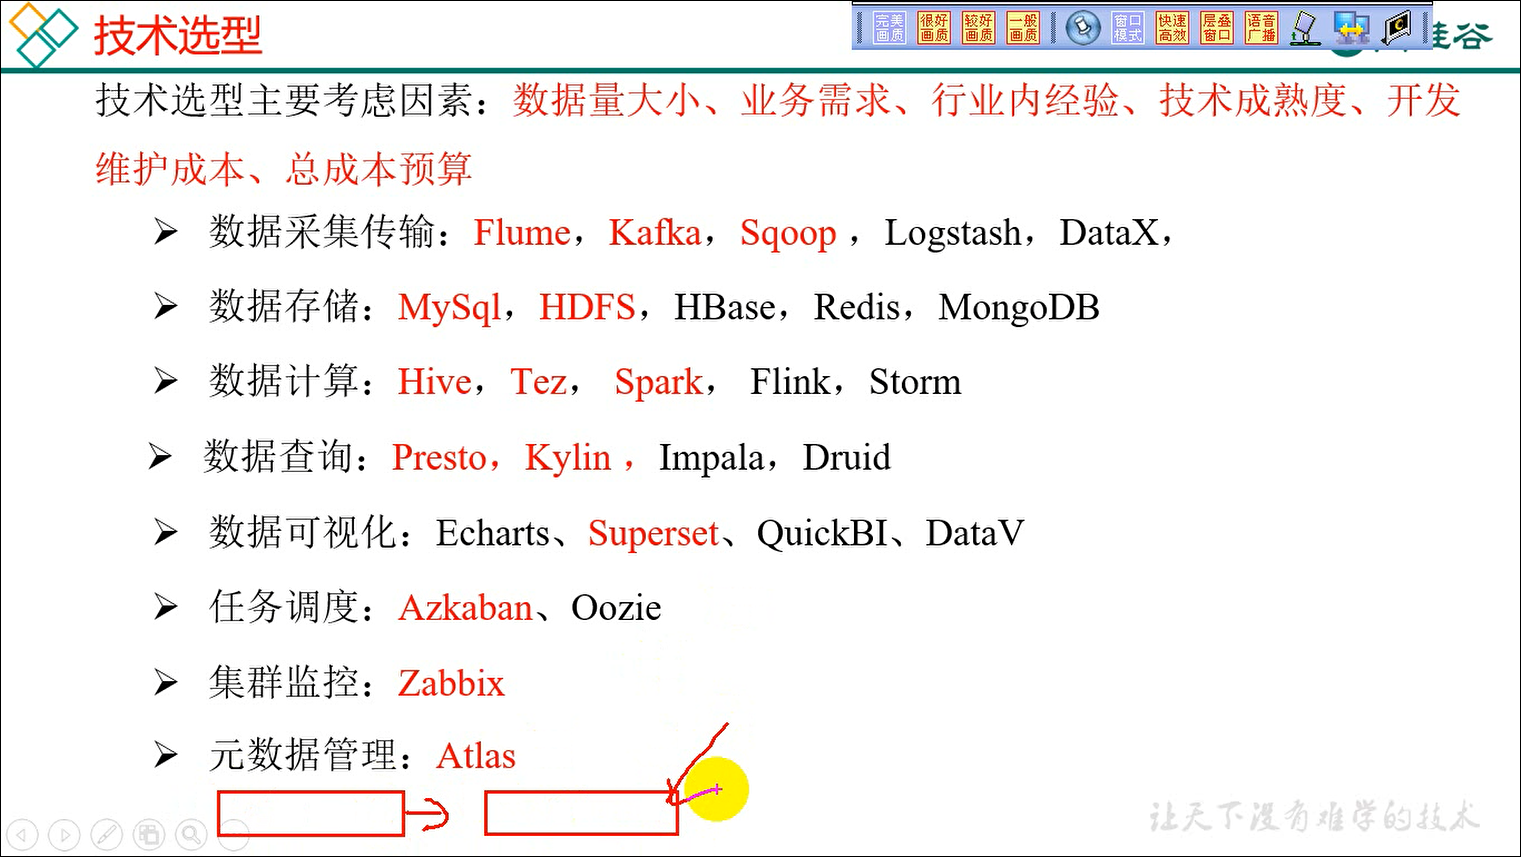 技术选型
完美画质 很好画质 较好画质 一般画质 窗口模式 快速高效 层叠窗口 语音广播
硅谷
技术选型主要考虑因素：数据量大小、业务需求、行业内经验、技术成熟度、开发
维护成本、总成本预算
➢ 数据采集传输：Flume，Kafka，Sqoop ，Logstash，DataX，
➢ 数据存储：MySql，HDFS，HBase，Redis，MongoDB
➢ 数据计算：Hive，Tez， Spark， Flink，Storm
➢ 数据查询：Presto，Kylin ，Impala，Druid
➢ 数据可视化：Echarts、Superset、QuickBI、DataV
➢ 任务调度：Azkaban、Oozie
➢ 集群监控：Zabbix
➢ 元数据管理：Atlas
让天下没有难学的技术